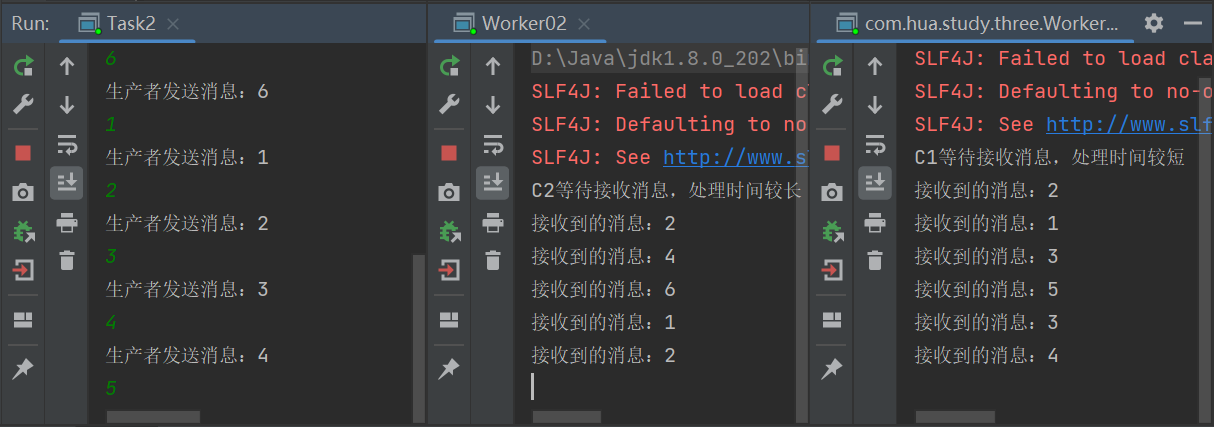 Run:
Task2
6
生产者发送消息：6
1
生产者发送消息：1
2
生产者发送消息：2
3
生产者发送消息：3
4
生产者发送消息：4
5
Worker02
D:\Java\jdk1.8.0_202\bi
SLF4J: Failed to load cl
SLF4J: Defaulting to no
SLF4J: See http://www.sl
C2等待接收消息，处理时间较长
接收到的消息：2
接收到的消息：4
接收到的消息：6
接收到的消息：1
接收到的消息：2
com.hua.study.three.Worker...
SLF4J: Failed to load cla
SLF4J: Defaulting to no-o
SLF4J: See http://www.slf
C1等待接收消息，处理时间较短
接收到的消息：2
接收到的消息：1
接收到的消息：3
接收到的消息：5
接收到的消息：3
接收到的消息：4